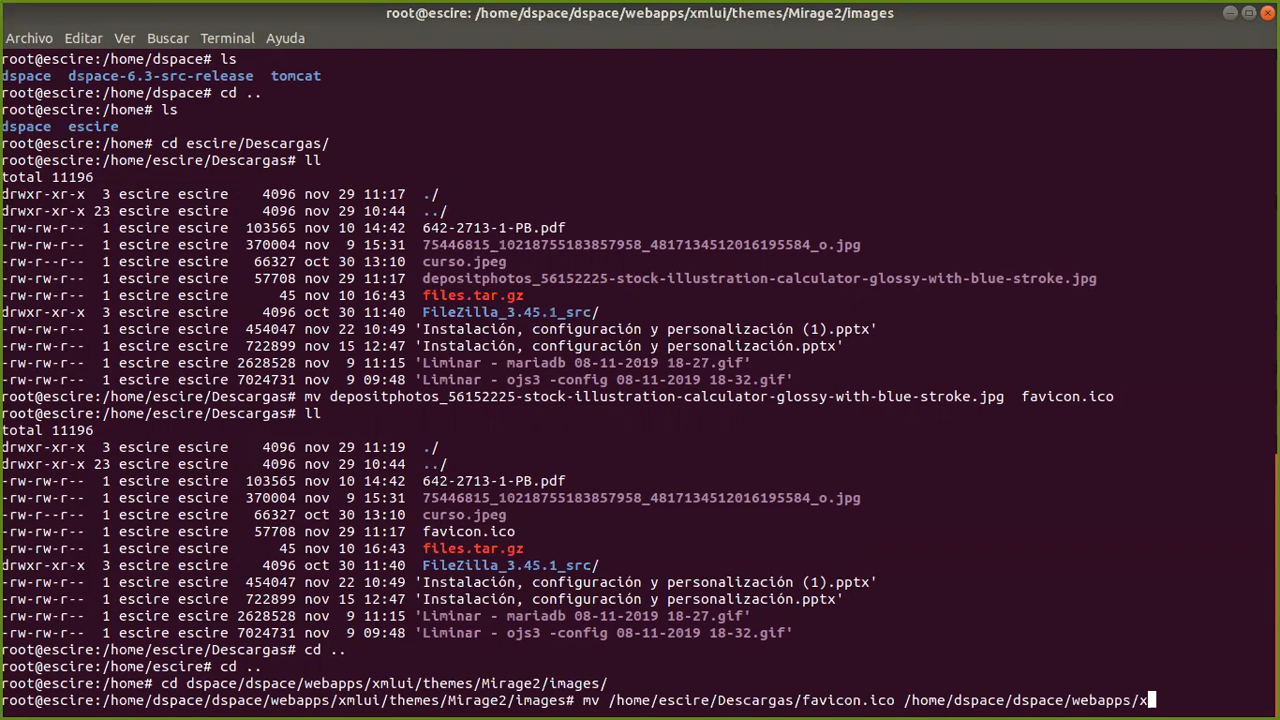 root@escire: /home/dspace/dspace/webapps/xmlui/themes/Mirage2/images
Archivo Editar Ver Buscar Terminal Ayuda
root@escire:/home/dspace# ls
dspace  dspace-6.3-src-release  tomcat
root@escire:/home/dspace# cd ..
root@escire:/home# ls
dspace  escire
root@escire:/home# cd escire/Descargas/
root@escire:/home/escire/Descargas# ll
total 11196
drwxr-xr-x  3 escire escire    4096 nov 29 11:17  ./
drwxr-xr-x 23 escire escire    4096 nov 29 10:44  ../
-rw-rw-r--  1 escire escire  103565 nov 10 14:42  642-2713-1-PB.pdf
-rw-rw-r--  1 escire escire  370004 nov  9 15:31  75446815_10218755183857958_4817134512016195584_o.jpg
-rw-r--r--  1 escire escire   66327 oct 30 13:10  curso.jpeg
-rw-rw-r--  1 escire escire   57708 nov 29 11:17  depositphotos_56152225-stock-illustration-calculator-glossy-with-blue-stroke.jpg
-rw-rw-r--  1 escire escire      45 nov 10 16:43  files.tar.gz
drwxr-xr-x  3 escire escire    4096 oct 30 11:40  FileZilla_3.45.1_src/
-rw-rw-r--  1 escire escire  454047 nov 22 10:49 'Instalación, configuración y personalización (1).pptx'
-rw-rw-r--  1 escire escire  722899 nov 15 12:47 'Instalación, configuración y personalización.pptx'
-rw-rw-r--  1 escire escire 2628528 nov  9 11:15 'Liminar - mariadb 08-11-2019 18-27.gif'
-rw-rw-r--  1 escire escire 7024731 nov  9 09:48 'Liminar - ojs3 -config 08-11-2019 18-32.gif'
root@escire:/home/escire/Descargas# mv depositphotos_56152225-stock-illustration-calculator-glossy-with-blue-stroke.jpg  favicon.ico
root@escire:/home/escire/Descargas# ll
total 11196
drwxr-xr-x  3 escire escire    4096 nov 29 11:19  ./
drwxr-xr-x 23 escire escire    4096 nov 29 10:44  ../
-rw-rw-r--  1 escire escire  103565 nov 10 14:42  642-2713-1-PB.pdf
-rw-rw-r--  1 escire escire  370004 nov  9 15:31  75446815_10218755183857958_4817134512016195584_o.jpg
-rw-r--r--  1 escire escire   66327 oct 30 13:10  curso.jpeg
-rw-rw-r--  1 escire escire   57708 nov 29 11:17  favicon.ico
-rw-rw-r--  1 escire escire      45 nov 10 16:43  files.tar.gz
drwxr-xr-x  3 escire escire    4096 oct 30 11:40  FileZilla_3.45.1_src/
-rw-rw-r--  1 escire escire  454047 nov 22 10:49 'Instalación, configuración y personalización (1).pptx'
-rw-rw-r--  1 escire escire  722899 nov 15 12:47 'Instalación, configuración y personalización.pptx'
-rw-rw-r--  1 escire escire 2628528 nov  9 11:15 'Liminar - mariadb 08-11-2019 18-27.gif'
-rw-rw-r--  1 escire escire 7024731 nov  9 09:48 'Liminar - ojs3 -config 08-11-2019 18-32.gif'
root@escire:/home/escire/Descargas# cd ..
root@escire:/home/escire# cd ..
root@escire:/home# cd dspace/dspace/webapps/xmlui/themes/Mirage2/images/
root@escire:/home/dspace/dspace/webapps/xmlui/themes/Mirage2/images# mv /home/escire/Descargas/favicon.ico /home/dspace/dspace/webapps/x